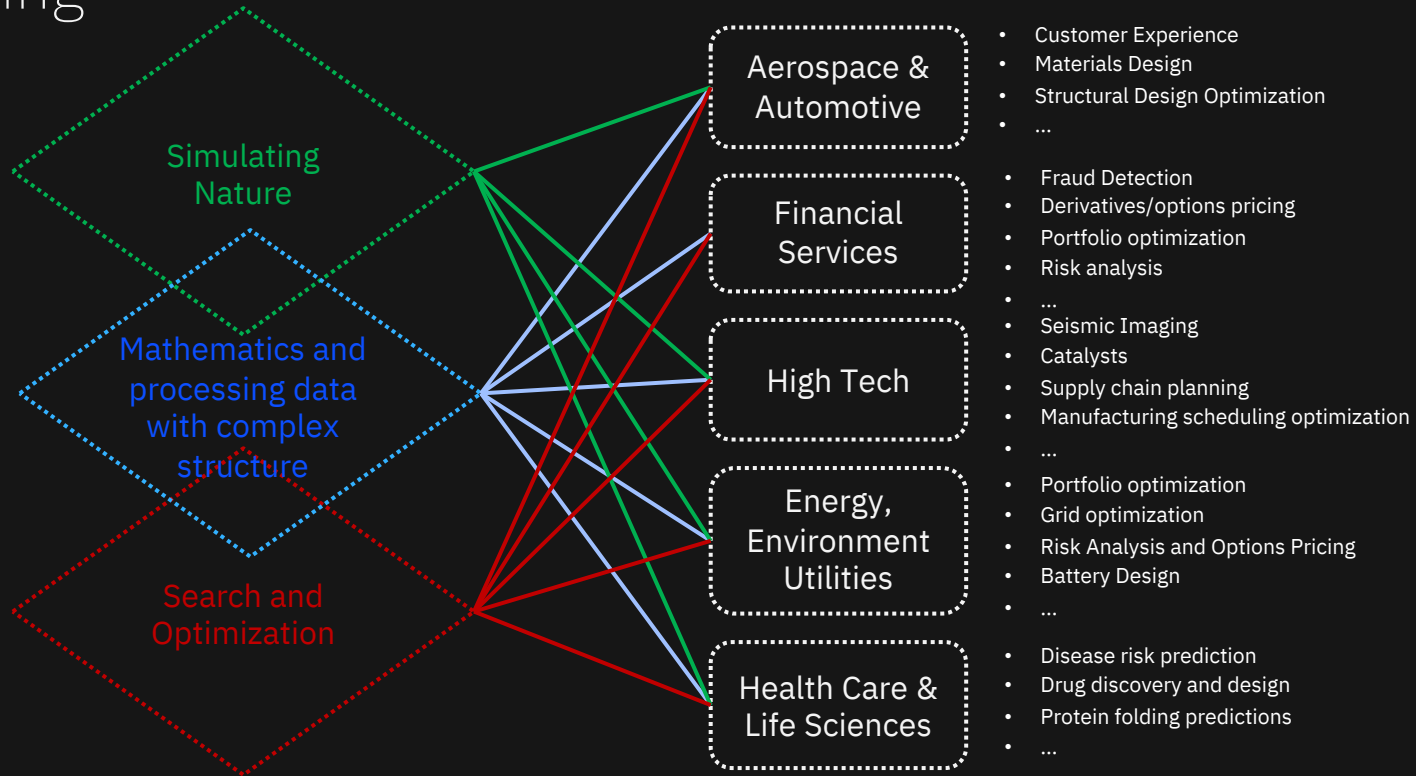 Simulating
Nature
Mathematics and
processing data
with complex
structure
Search and
Optimization
Aerospace &
Automotive
• Customer Experience
• Materials Design
• Structural Design Optimization
• ...
Financial
Services
• Fraud Detection
• Derivatives/options pricing
• Portfolio optimization
• Risk analysis
• ...
High Tech
• Seismic Imaging
• Catalysts
• Supply chain planning
• Manufacturing scheduling optimization
• ...
Energy,
Environment
Utilities
• Portfolio optimization
• Grid optimization
• Risk Analysis and Options Pricing
• Battery Design
• ...
Health Care &
Life Sciences
• Disease risk prediction
• Drug discovery and design
• Protein folding predictions
• ...